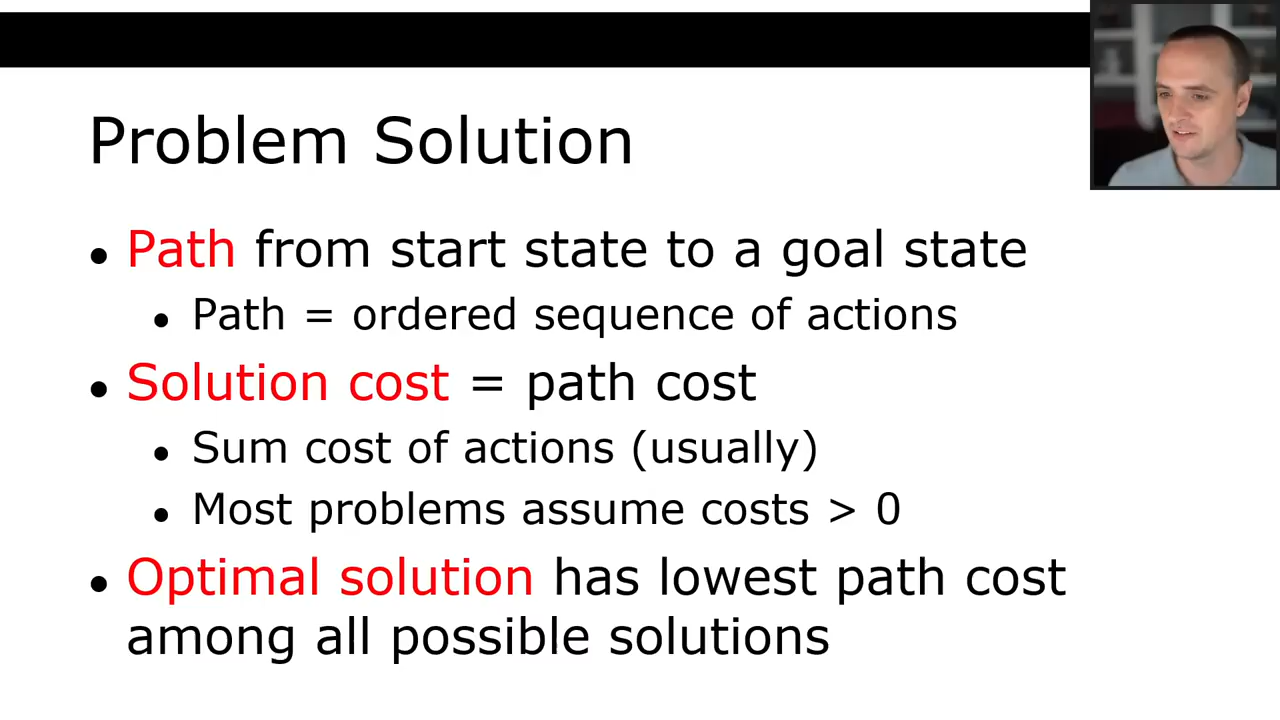 Problem Solution
• Path from start state to a goal state
• Path = ordered sequence of actions
• Solution cost = path cost
• Sum cost of actions (usually)
• Most problems assume costs > 0
• Optimal solution has lowest path cost
among all possible solutions